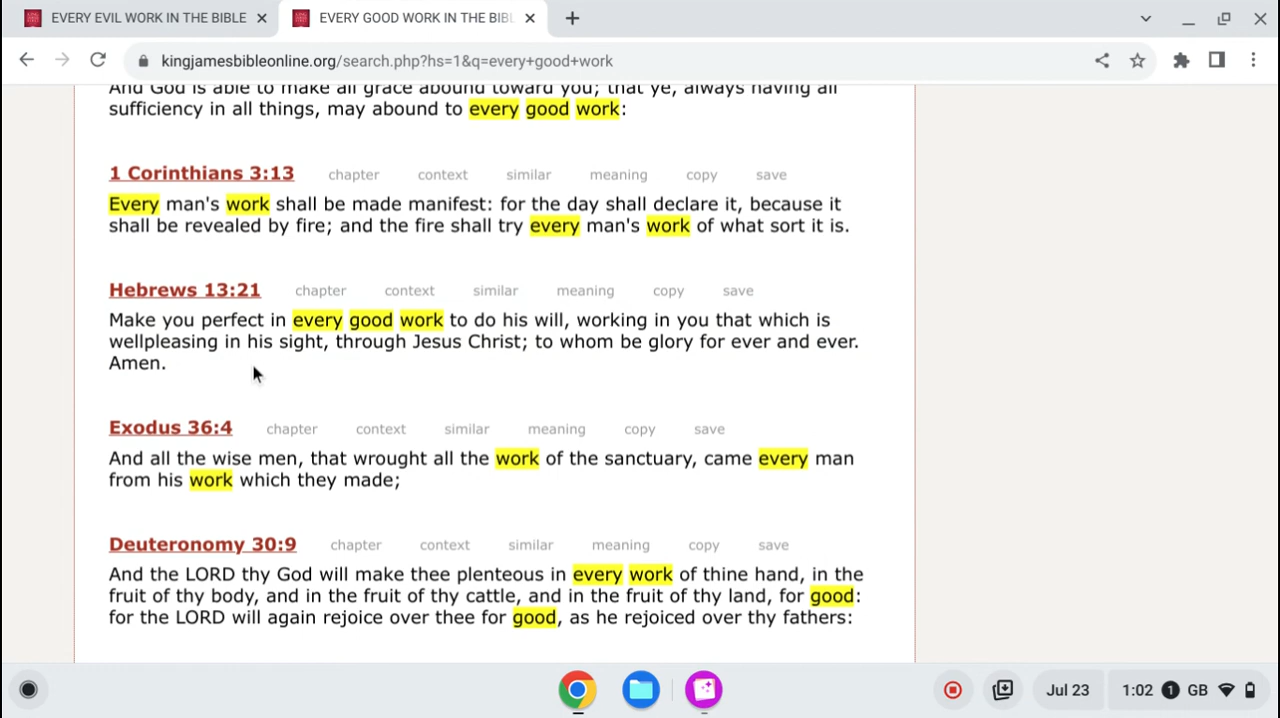 EVERY EVIL WORK IN THE BIBLE
EVERY GOOD WORK IN THE BIBL
kingjamesbibleonline.org/search.php?hs=1&q=every+good+work
And God is able to make all grace abound toward you; that ye, always having all
sufficiency in all things, may abound to every good work:
1 Corinthians 3:13 chapter context similar meaning copy save
Every man's work shall be made manifest: for the day shall declare it, because it
shall be revealed by fire; and the fire shall try every man's work of what sort it is.
Hebrews 13:21 chapter context similar meaning copy save
Make you perfect in every good work to do his will, working in you that which is
wellpleasing in his sight, through Jesus Christ; to whom be glory for ever and ever.
Amen.
Exodus 36:4 chapter context similar meaning copy save
And all the wise men, that wrought all the work of the sanctuary, came every man
from his work which they made;
Deuteronomy 30:9 chapter context similar meaning copy save
And the LORD thy God will make thee plenteous in every work of thine hand, in the
fruit of thy body, and in the fruit of thy cattle, and in the fruit of thy land, for good:
for the LORD will again rejoice over thee for good, as he rejoiced over thy fathers:
Jul 23 1:02 1 GB